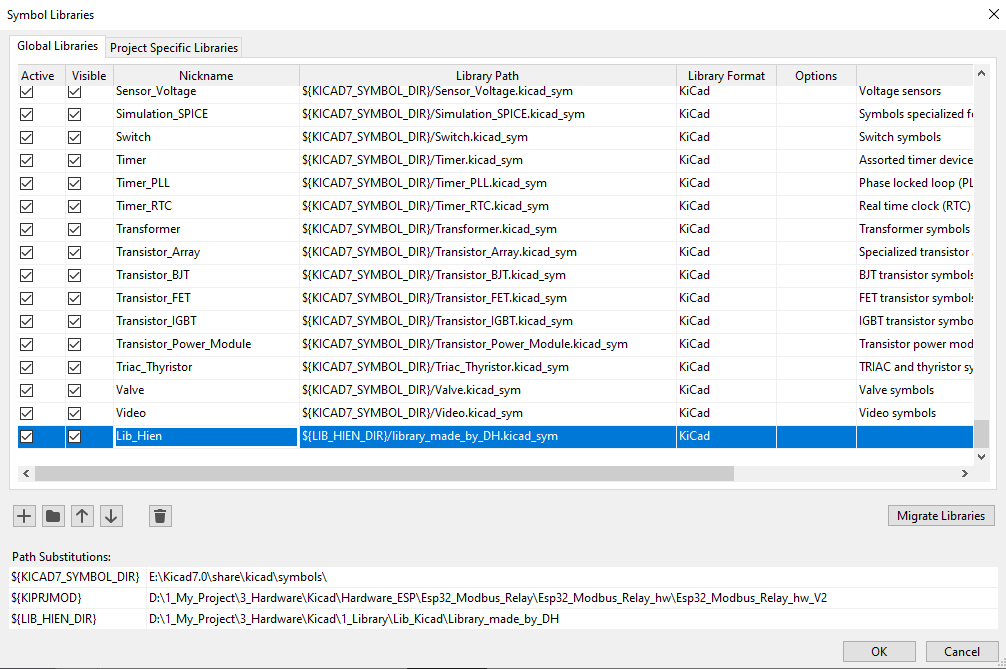 Symbol Libraries
Global Libraries Project Specific Libraries
Active Visible Nickname Library Path Library Format Options
Sensor_Voltage ${KICAD7_SYMBOL_DIR}/Sensor_Voltage.kicad_sym KiCad Voltage sensors
Simulation_SPICE ${KICAD7_SYMBOL_DIR}/Simulation_SPICE.kicad_sym KiCad Symbols specialized f
Switch ${KICAD7_SYMBOL_DIR}/Switch.kicad_sym KiCad Switch symbols
Timer ${KICAD7_SYMBOL_DIR}/Timer.kicad_sym KiCad Assorted timer device
Timer_PLL ${KICAD7_SYMBOL_DIR}/Timer_PLL.kicad_sym KiCad Phase locked loop (PL
Timer_RTC ${KICAD7_SYMBOL_DIR}/Timer_RTC.kicad_sym KiCad Real time clock (RTC)
Transformer ${KICAD7_SYMBOL_DIR}/Transformer.kicad_sym KiCad Transformer symbols
Transistor_Array ${KICAD7_SYMBOL_DIR}/Transistor_Array.kicad_sym KiCad Specialized transistor
Transistor_BJT ${KICAD7_SYMBOL_DIR}/Transistor_BJT.kicad_sym KiCad BJT transistor symbols
Transistor_FET ${KICAD7_SYMBOL_DIR}/Transistor_FET.kicad_sym KiCad FET transistor symbols
Transistor_IGBT ${KICAD7_SYMBOL_DIR}/Transistor_IGBT.kicad_sym KiCad IGBT transistor symbo
Transistor_Power_Module ${KICAD7_SYMBOL_DIR}/Transistor_Power_Module.kicad_sym KiCad Transistor power mod
Triac_Thyristor ${KICAD7_SYMBOL_DIR}/Triac_Thyristor.kicad_sym KiCad TRIAC and thyristor sy
Valve ${KICAD7_SYMBOL_DIR}/Valve.kicad_sym KiCad Valve symbols
Video ${KICAD7_SYMBOL_DIR}/Video.kicad_sym KiCad Video symbols
Lib_Hien ${LIB_HIEN_DIR}/library_made_by_DH.kicad_sym KiCad
Migrate Libraries
Path Substitutions:
${KICAD7_SYMBOL_DIR} E:\Kicad7.0\share\kicad\symbols\
${KIPRJMOD} D:\1_My_Project\3_Hardware\Kicad\Hardware_ESP\Esp32_Modbus_Relay\Esp32_Modbus_Relay_hw\Esp32_Modbus_Relay_hw_V2
${LIB_HIEN_DIR} D:\1_My_Project\3_Hardware\Kicad\1_Library\Lib_Kicad\Library_made_by_DH
OK Cancel